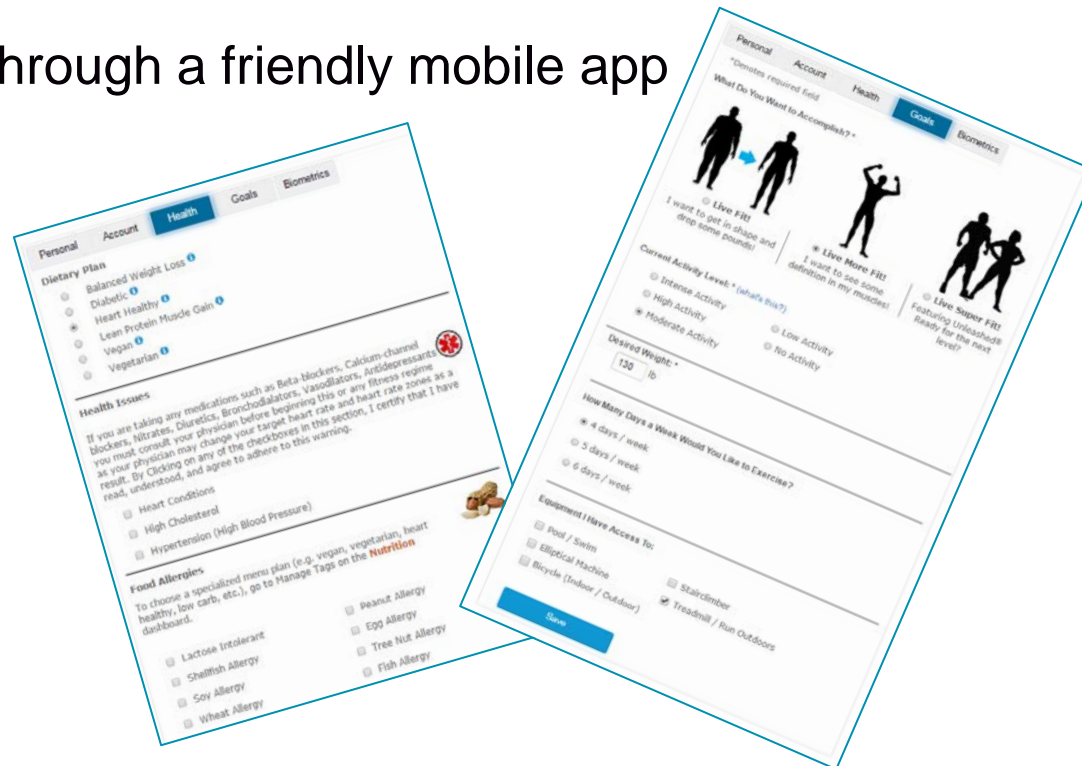 hrough a friendly mobile app
Personal
Account
Health
Goals
Biometrics
Dietary Plan
Balanced Weight Loss
Diabetic
Heart Healthy
Lean Protein Muscle Gain
Vegan
Vegetarian
Health Issues
If you are taking any medications such as Beta-blockers, Calcium-channel
blockers, Nitrates, Diuretics, Bronchodialators, Vasodilators, Antidepressants
you must consult your physician before beginning this or any fitness regime
as your physician may change your target heart rate and heart rate zones as a
result. By Clicking on any of the checkboxes in this section, I certify that I have
read, understood, and agree to adhere to this warning.
Heart Conditions
High Cholesterol
Hypertension (High Blood Pressure)
Food Allergies
To choose a specialized menu plan (e.g. vegan, vegetarian, heart
healthy, low carb, etc.), go to Manage Tags on the Nutrition
dashboard.
Lactose Intolerant
Peanut Allergy
Shellfish Allergy
Egg Allergy
Soy Allergy
Tree Nut Allergy
Wheat Allergy
Fish Allergy
Personal
Account
Health
Goals
Biometrics
*Denotes required field
What Do You Want to Accomplish? *
Live Fit!
I want to get in shape and
drop some pounds!
Live More Fit!
I want to see some
definition in my muscles!
Live Super Fit!
Featuring Unleashed®
Ready for the next
level?
Current Activity Level: * (what's this?)
Intense Activity
Low Activity
High Activity
No Activity
Moderate Activity
Desired Weight: *
130 lb
How Many Days a Week Would You Like to Exercise?
4 days / week
5 days / week
6 days / week
Equipment I Have Access To:
Pool / Swim
Stairclimber
Elliptical Machine
Treadmill / Run Outdoors
Bicycle (Indoor / Outdoor)
Save